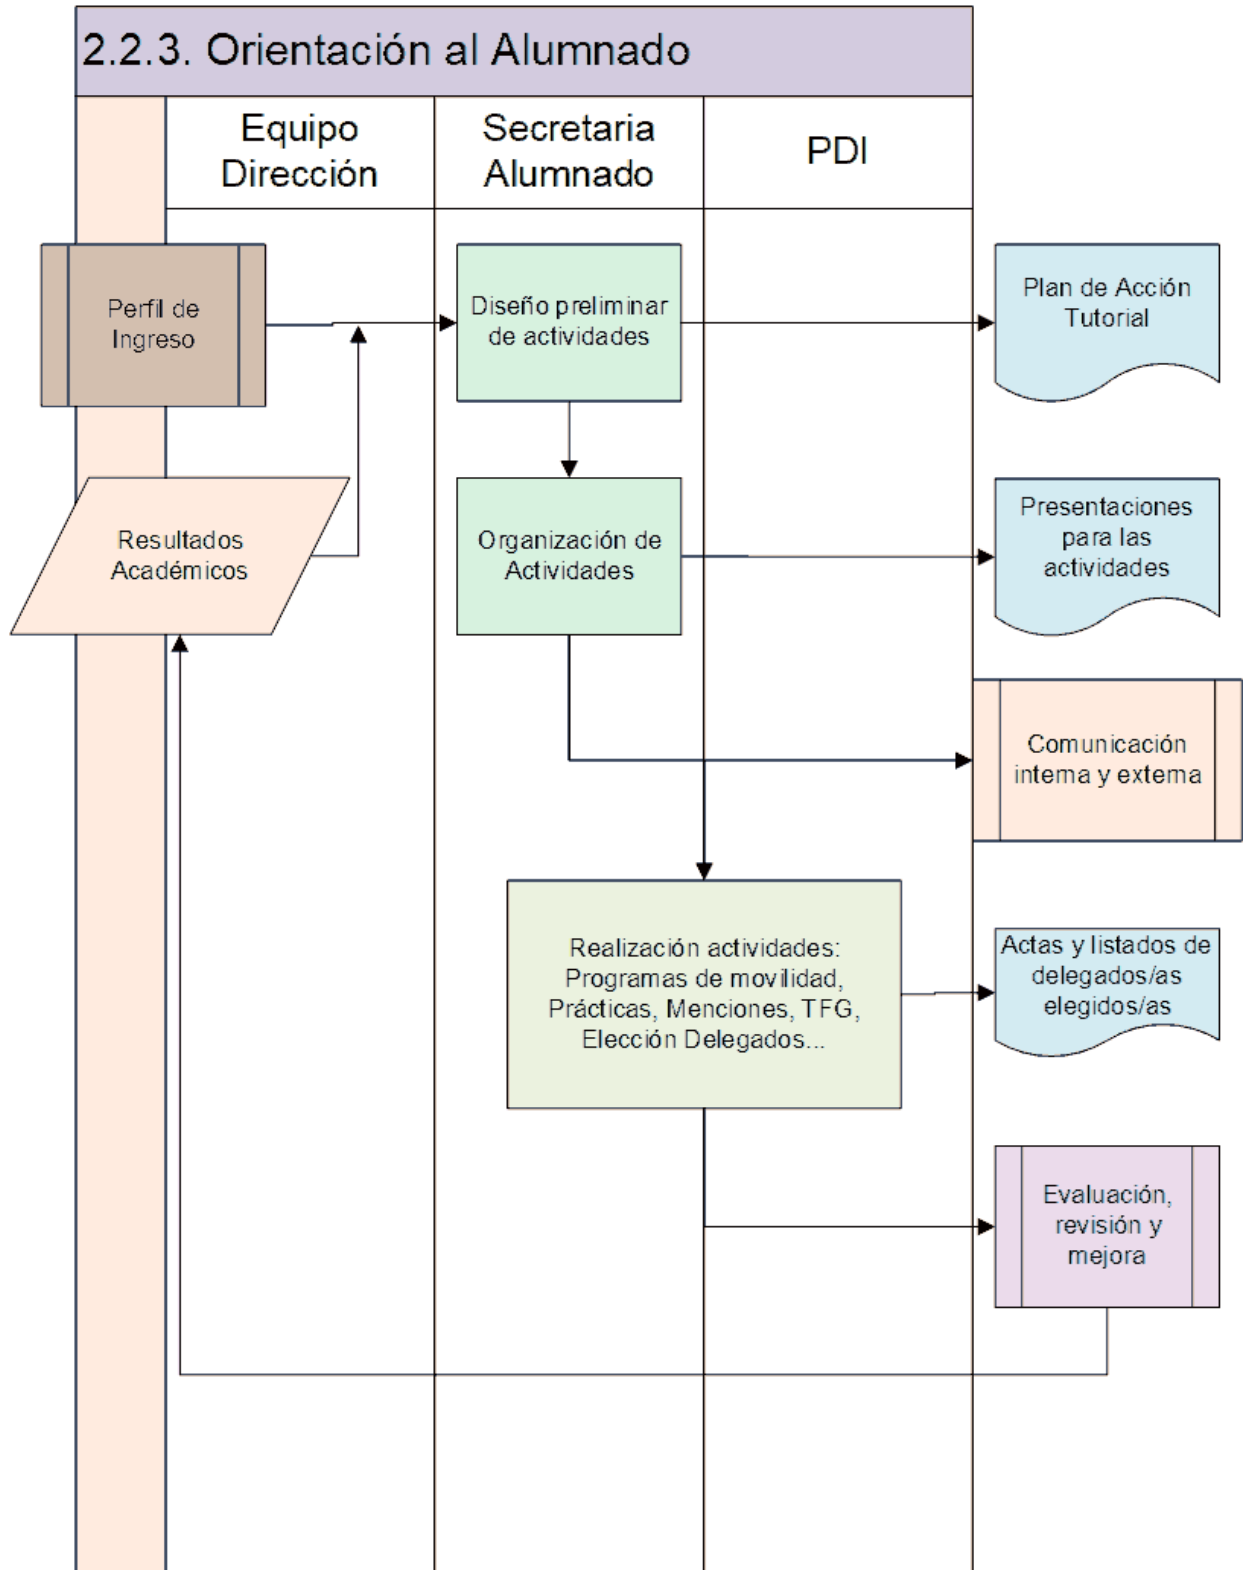 2.2.3. Orientación al Alumnado
Equipo
Dirección
Secretaria
Alumnado
PDI
Perfil de
Ingreso
Diseño preliminar
de actividades
Plan de Acción
Tutorial
Resultados
Académicos
Organización de
Actividades
Presentaciones
para las
actividades
Comunicación
interna y externa
Realización actividades:
Programas de movilidad,
Prácticas, Menciones, TFG,
Elección Delegados...
Actas y listados de
delegados/as
elegidos/as
Evaluación,
revisión y
mejora